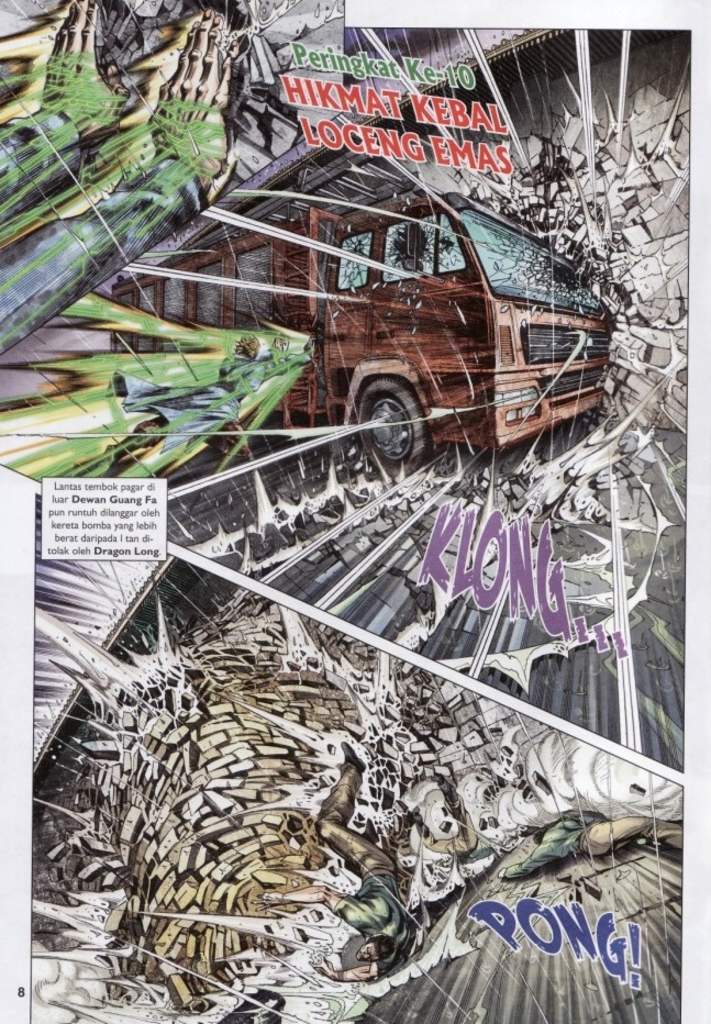 Peringkat Ke-10
HIKMAT KEBAL
LOCENG EMAS
Lantas tembok pagar di
luar Dewan Guang Fa
pun runtuh dilanggar oleh
kereta bomba yang lebih
berat daripada 1 tan di-
tolak oleh Dragon Long.
KLONG...!!!
PONG!
8